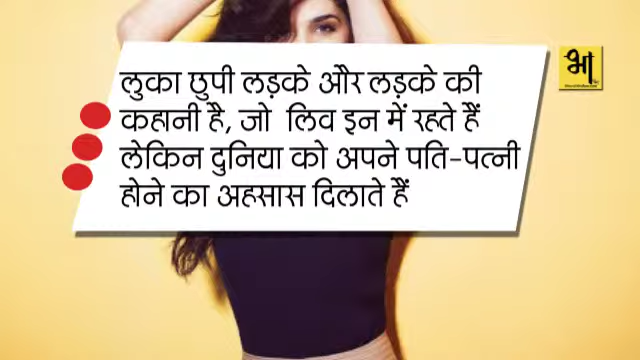 लुका छुपी लड़के और लड़के की
कहानी है, जो लिव इन में रहते हैं
लेकिन दुनिया को अपने पति-पत्नी
होने का अहसास दिलाते हैं
भा